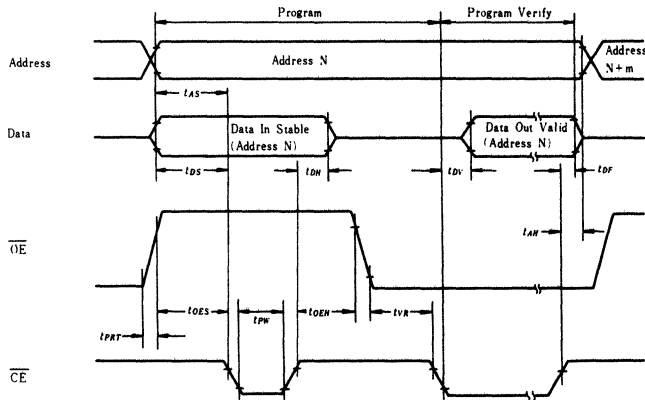 Program
Program Verify
Address
Address N
Address
N+m
tAS
Data
Data In Stable
(Address N)
Data Out Valid
(Address N)
tDS
tDH
tDV
tDF
tAH
OE
tOES
tPW
tOEH
tVR
tPRT
CE